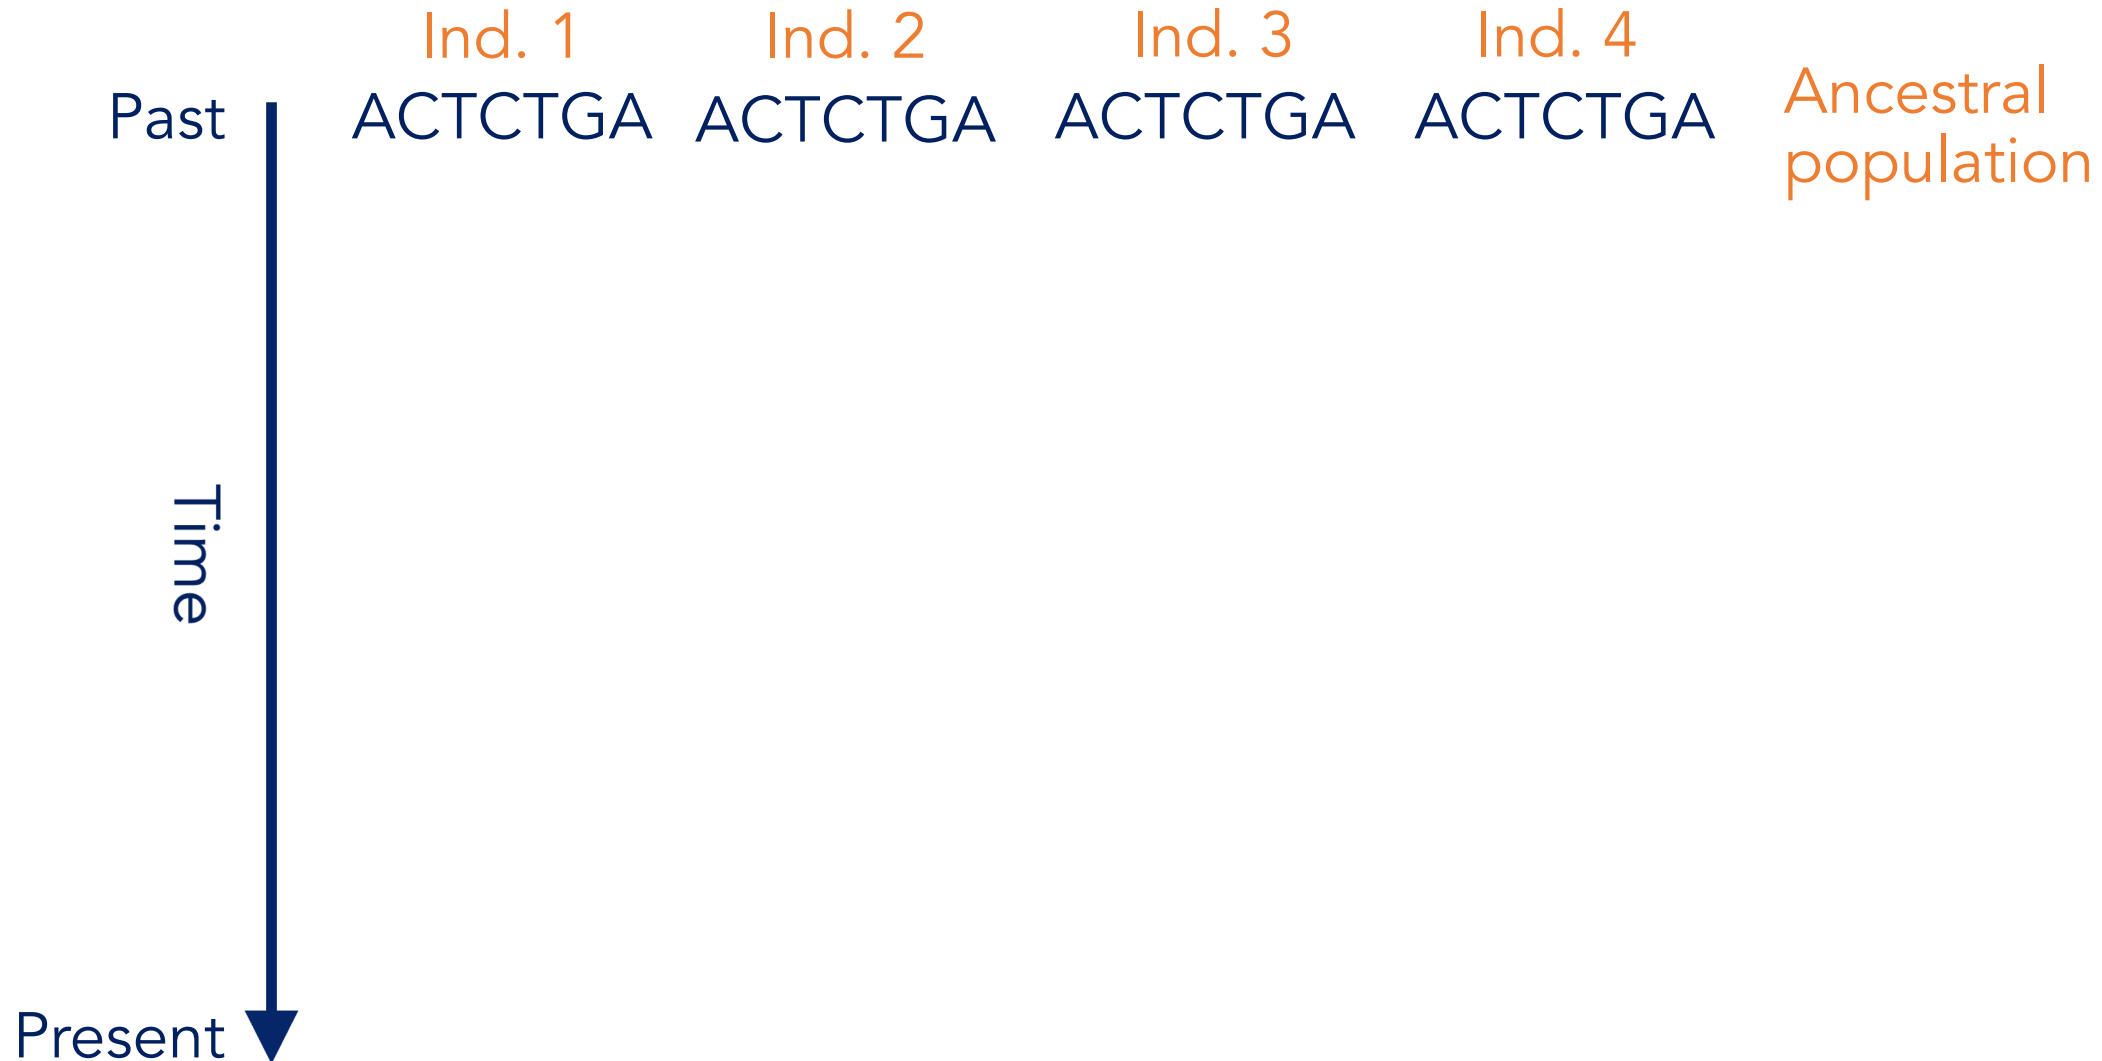 Ind. 1 Ind. 2 Ind. 3 Ind. 4
Past ACTCTGA ACTCTGA ACTCTGA ACTCTGA Ancestral
population
Time
Present